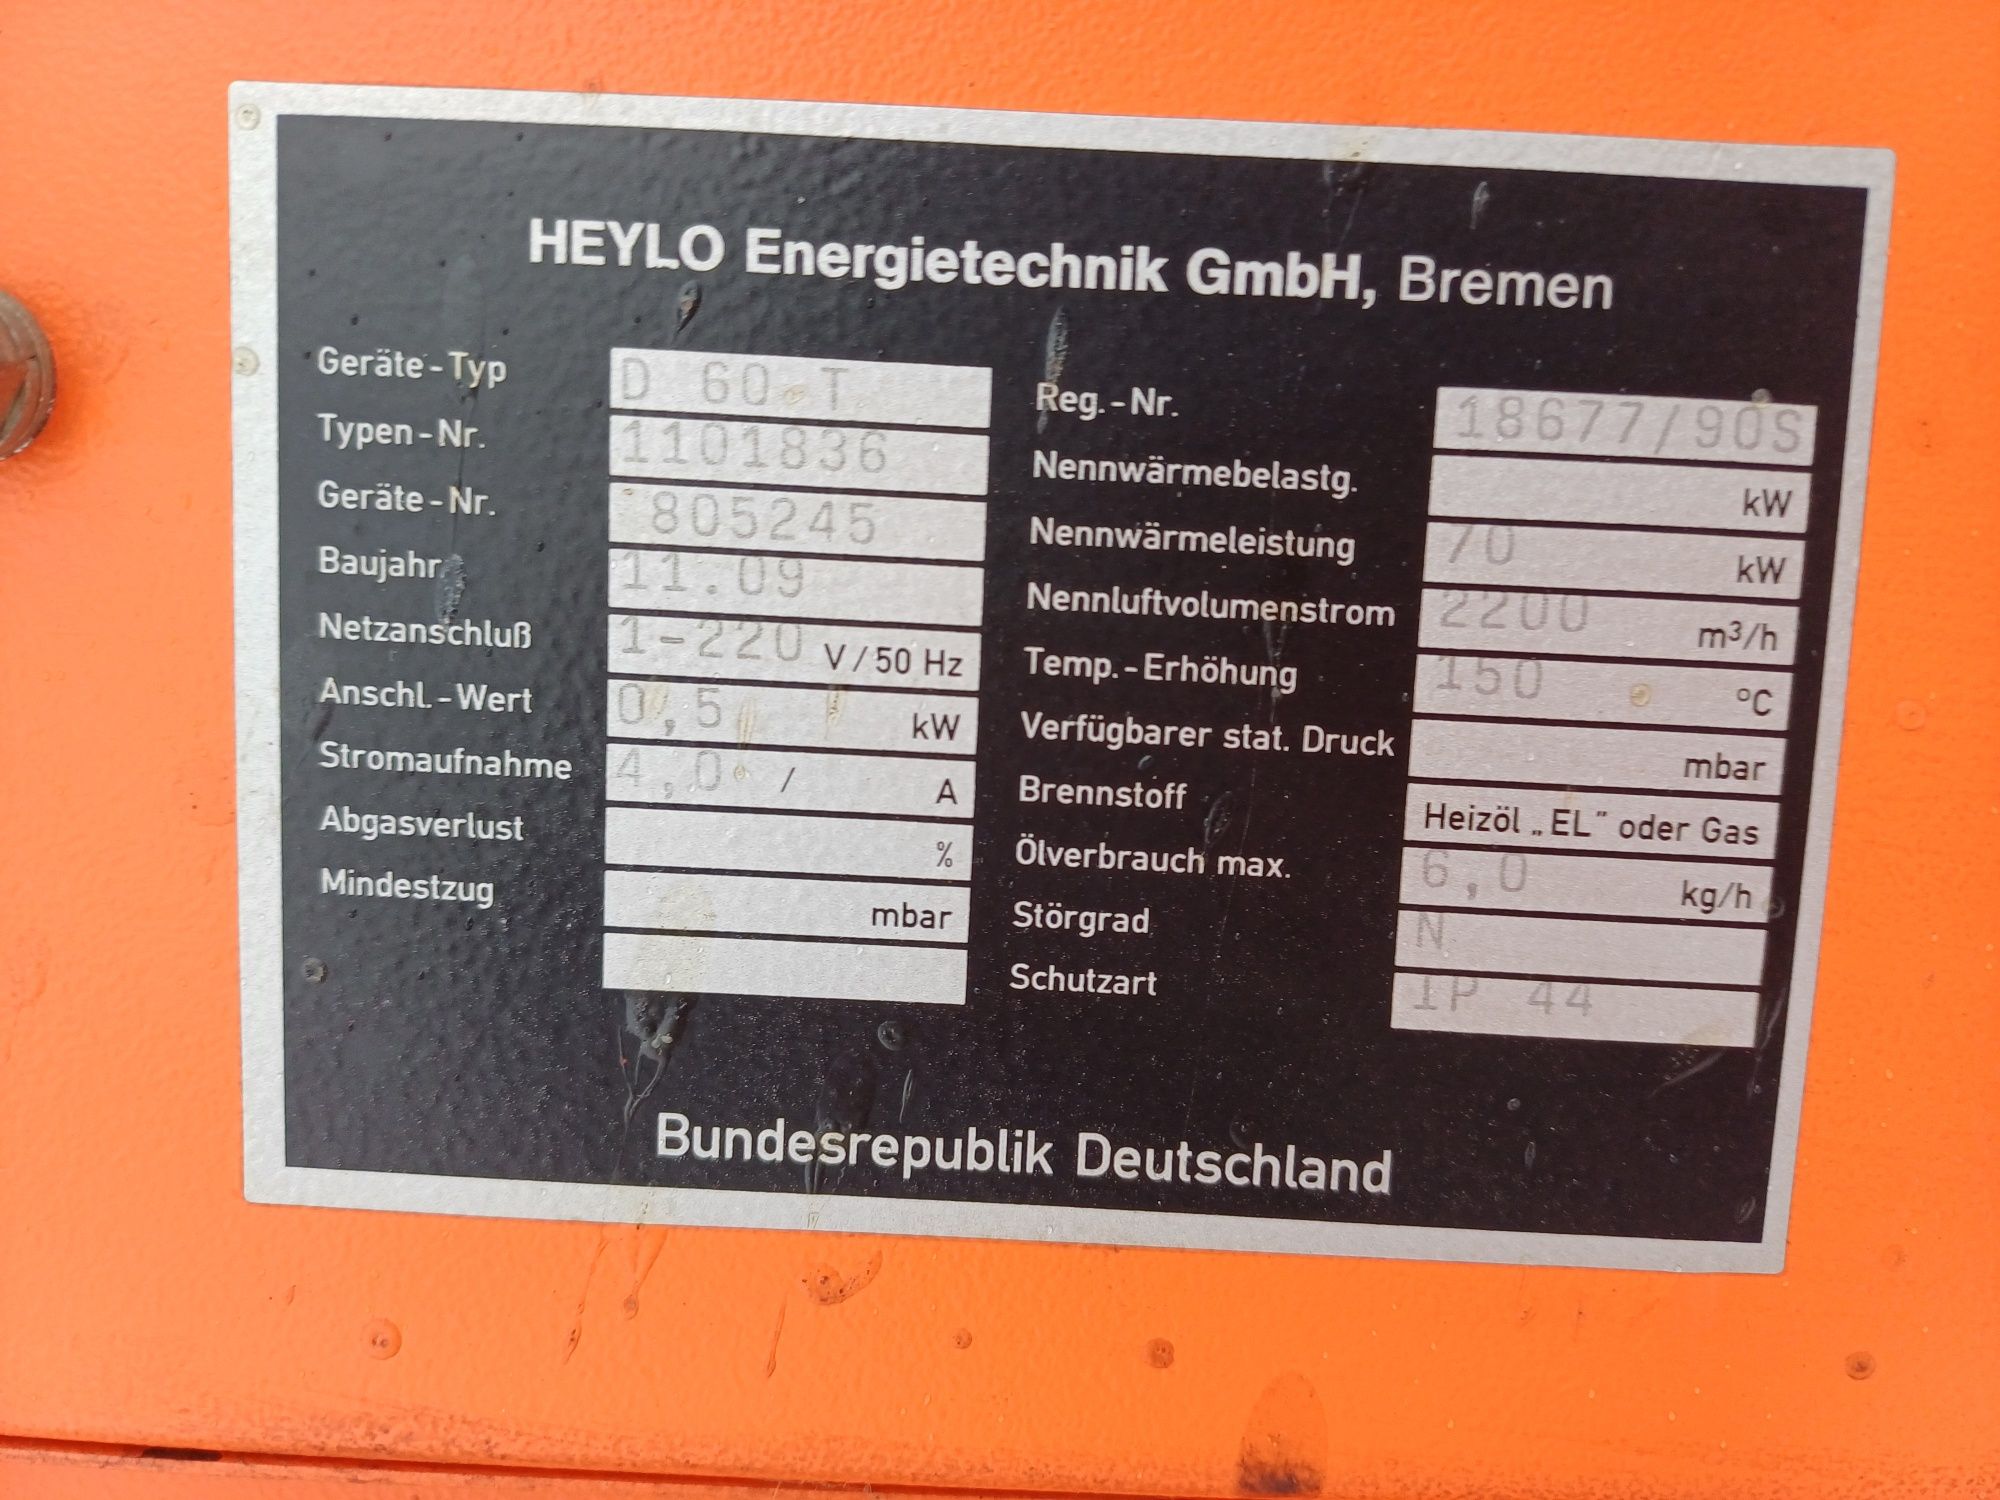 HEYLO Energietechnik GmbH, Bremen
Geräte-Typ D 60 T
Typen-Nr. 1101836
Geräte-Nr. 805245
Baujahr 11.09
Netzanschluß 1-220 V/50 Hz
Anschl.-Wert 0,5 kW
Stromaufnahme 4,0 / A
Abgasverlust %
Mindestzug mbar
Reg.-Nr. 18677/90S
Nennwärmebelastg. kW
Nennwärmeleistung 70 kW
Nennluftvolumenstrom 2200 m³/h
Temp.-Erhöhung 150 °C
Verfügbarer stat. Druck mbar
Brennstoff Heizöl „EL" oder Gas
Ölverbrauch max. 6,0 kg/h
Störgrad N
Schutzart IP 44
Bundesrepublik Deutschland